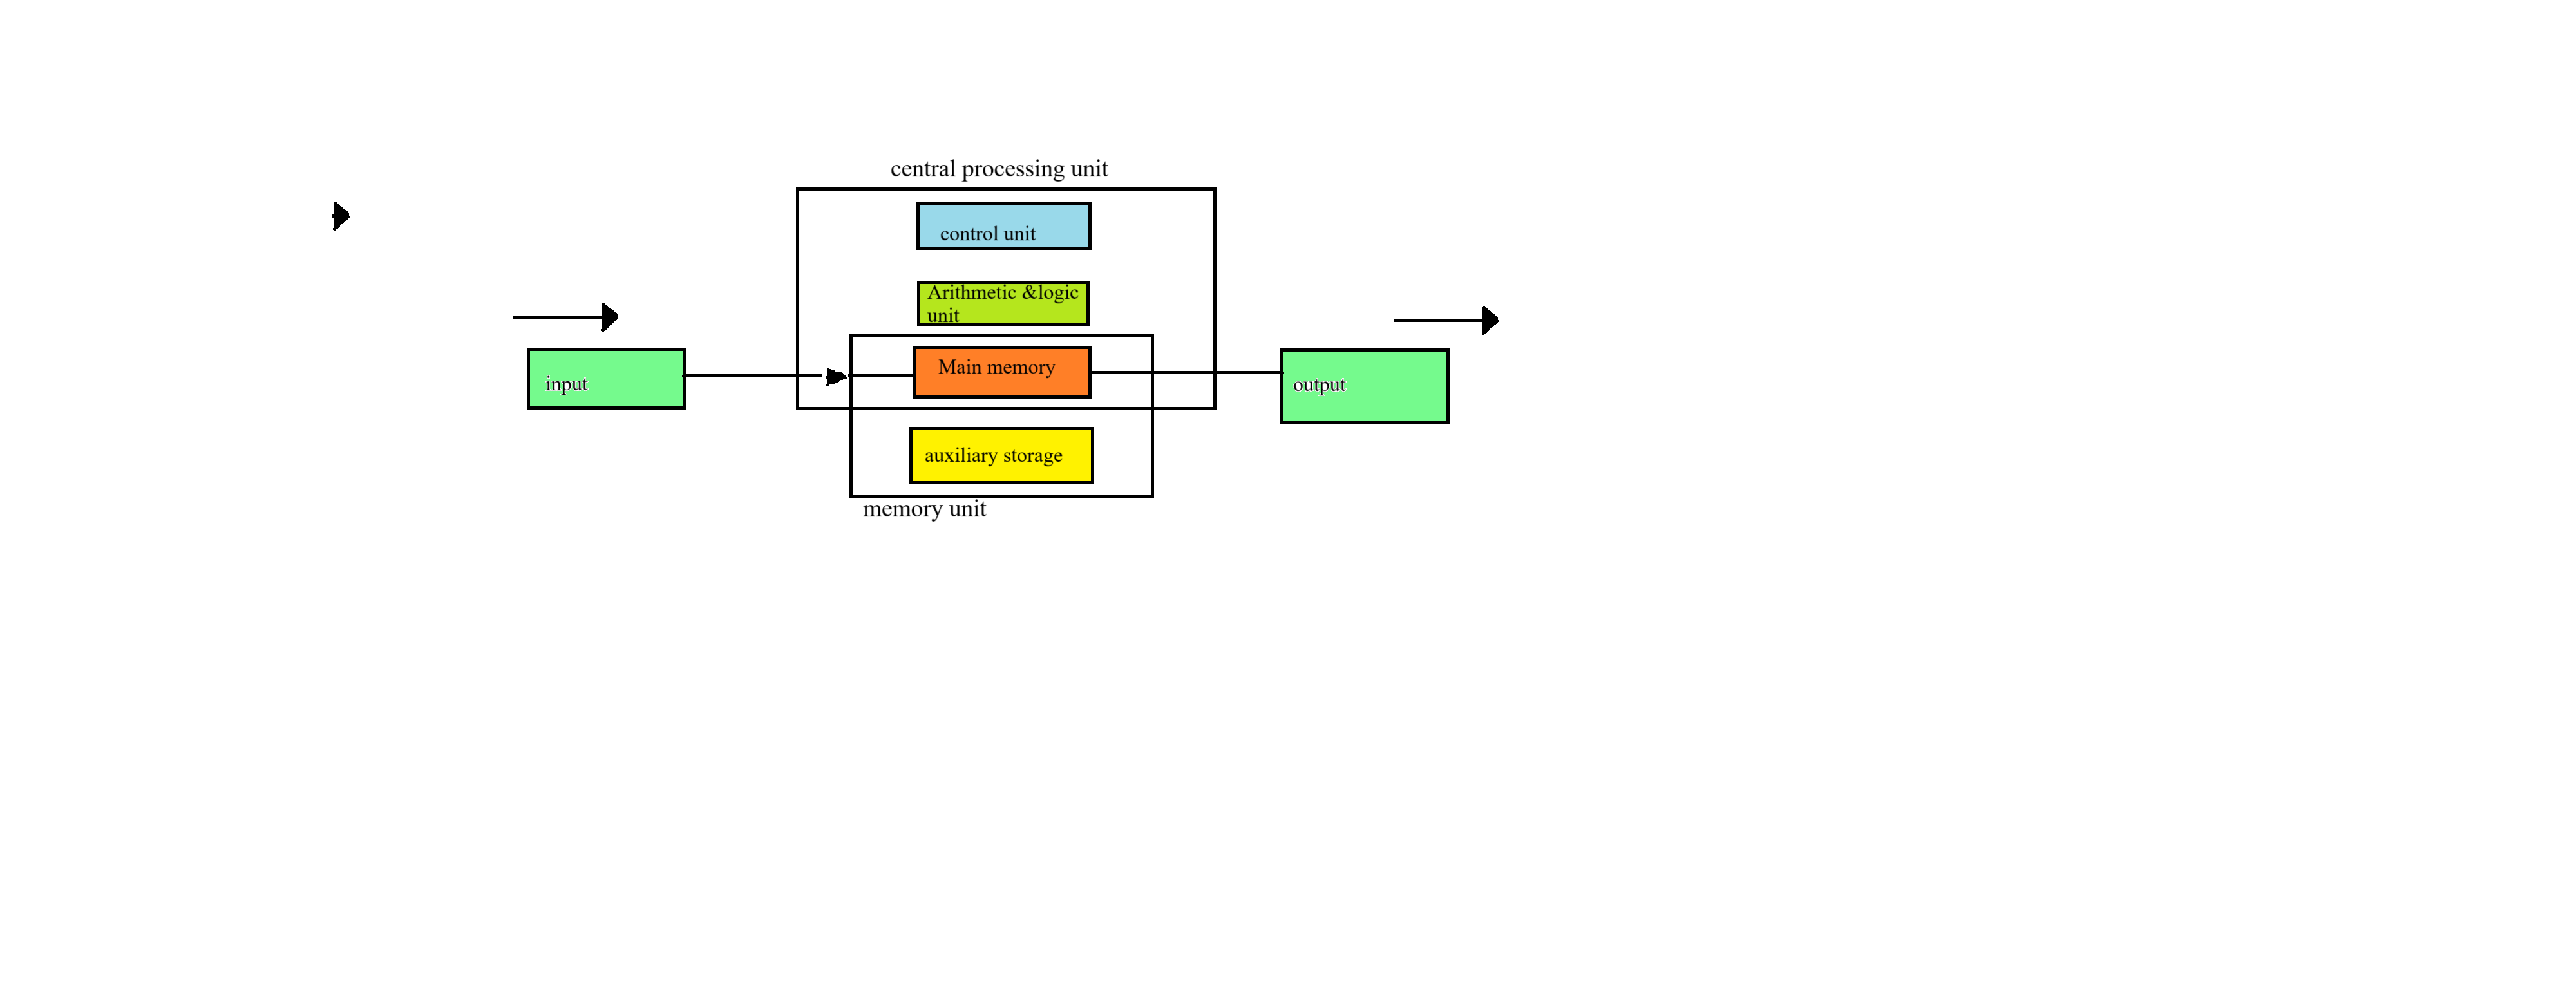 central processing unit
control unit
Arithmetic &logic
unit
Main memory
input
output
auxiliary storage
memory unit